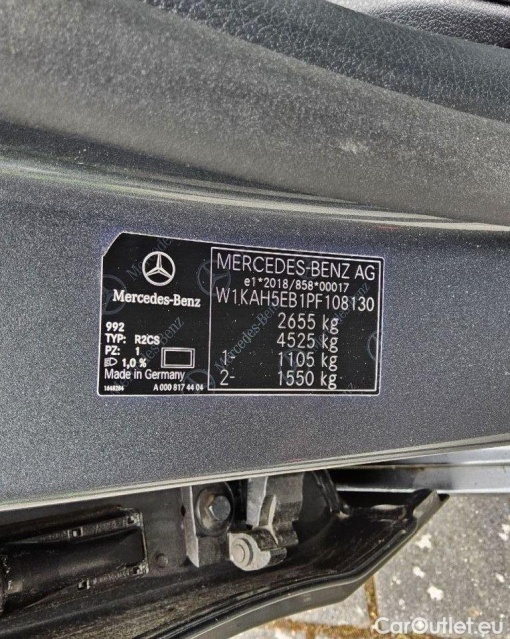 MERCEDES-BENZ AG
e1*2018/858*00017
W1KAH5EB1PF108130
2655 kg
4525 kg
1- 1105 kg
2- 1550 kg
Mercedes-Benz
992
TYP: R2CS
PZ: 1
1,0 %
Made in Germany
A 000 817 44 04
CarOutlet.eu